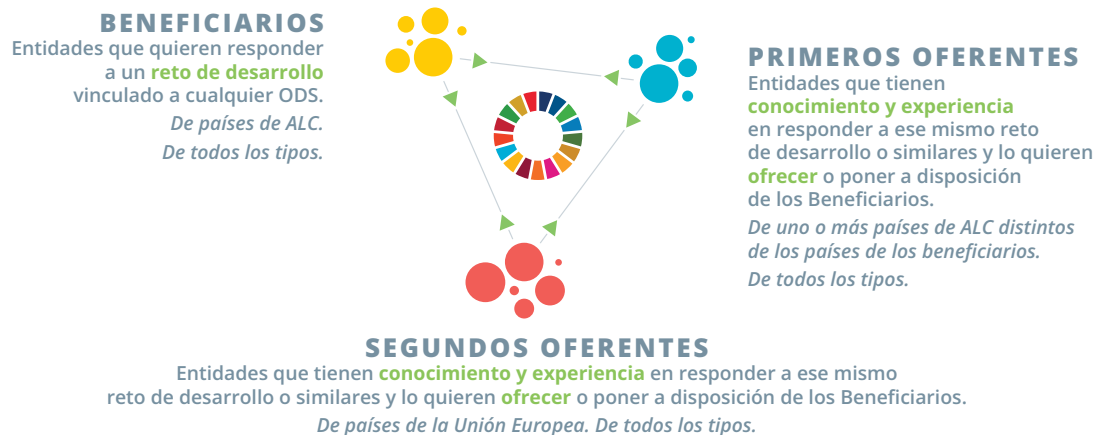 BENEFICIARIOS
Entidades que quieren responder
a un reto de desarrollo
vinculado a cualquier ODS.
De países de ALC.
De todos los tipos.
PRIMEROS OFERENTES
Entidades que tienen
conocimiento y experiencia
en responder a ese mismo reto
de desarrollo o similares y lo quieren
ofrecer o poner a disposición
de los Beneficiarios.
De uno o más países de ALC distintos
de los países de los beneficiarios.
De todos los tipos.
SEGUNDOS OFERENTES
Entidades que tienen conocimiento y experiencia en responder a ese mismo
reto de desarrollo o similares y lo quieren ofrecer o poner a disposición de los Beneficiarios.
De países de la Unión Europea. De todos los tipos.